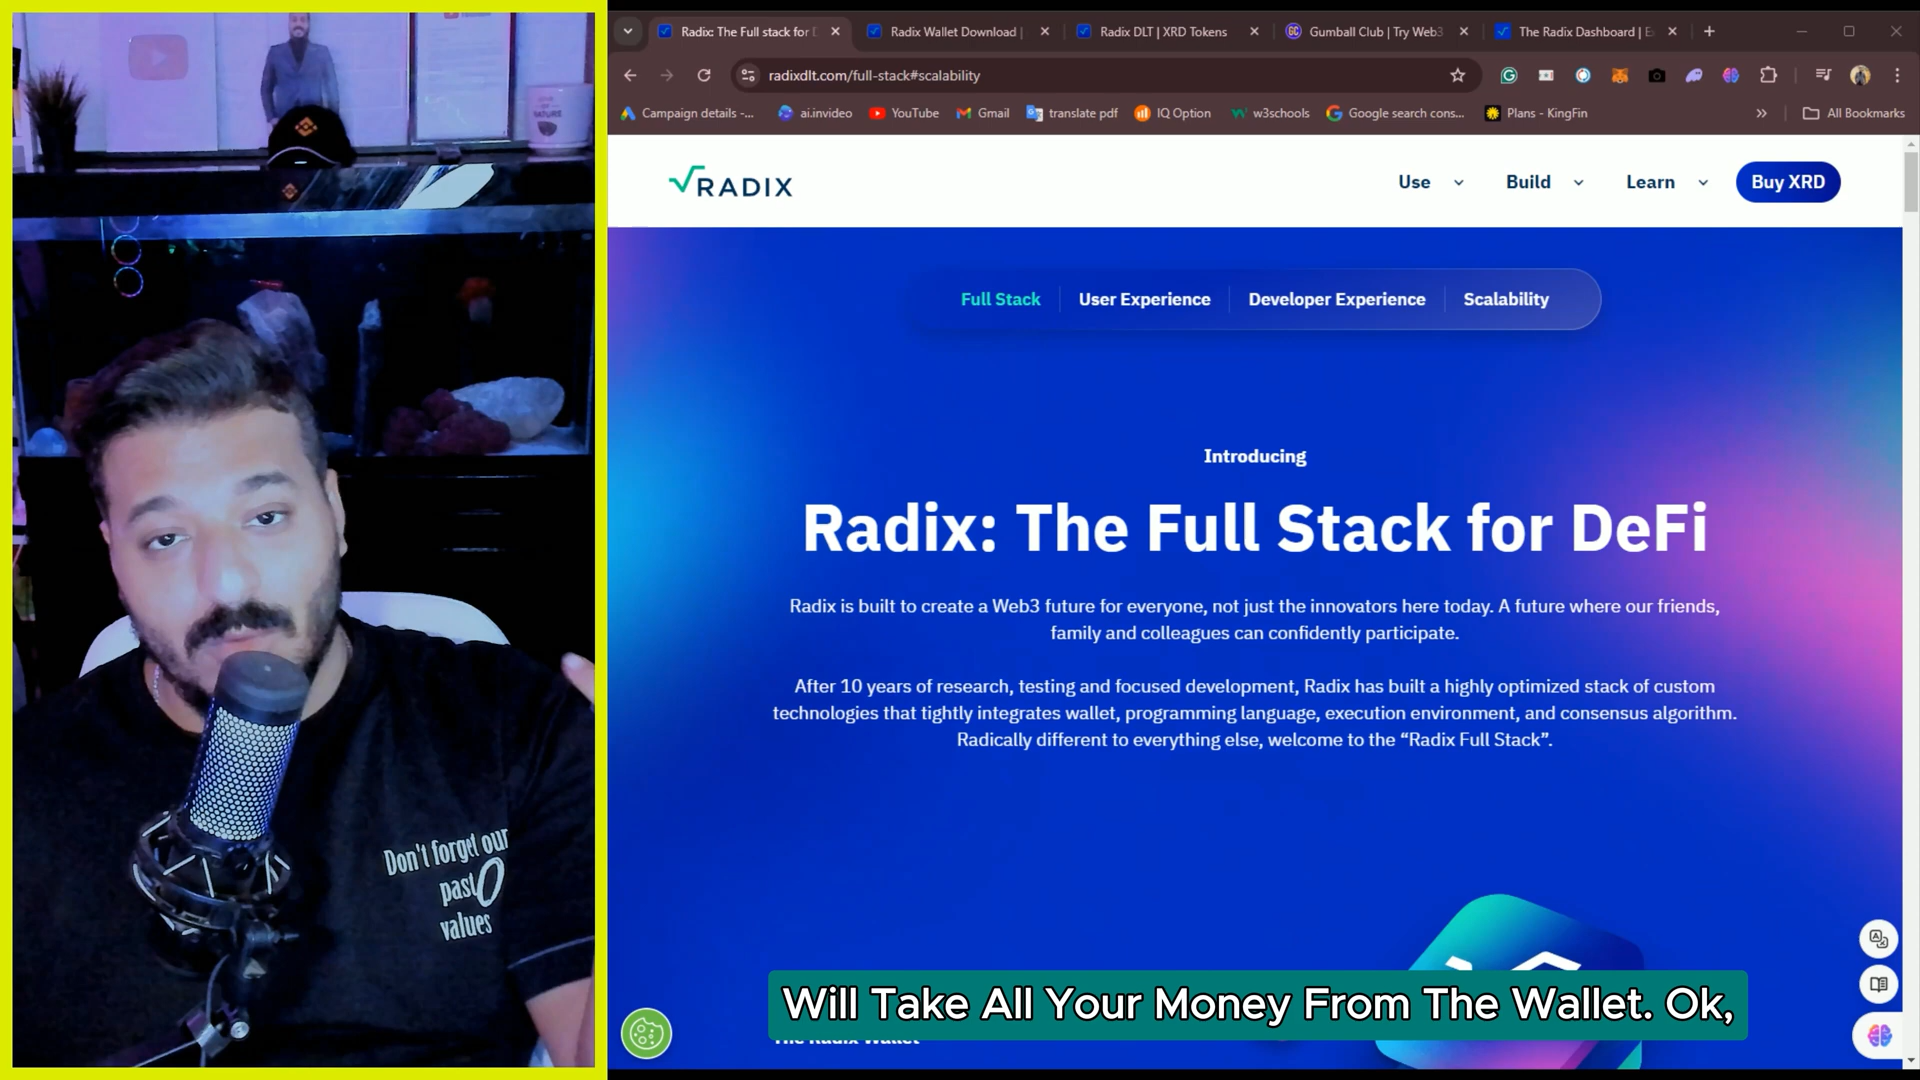 Don't forget our
past
values
Radix: The Full stack for D
Radix Wallet Download |
Radix DLT | XRD Tokens
Gumball Club | Try Web3
The Radix Dashboard | E
radixdlt.com/full-stack#scalability
Campaign details -...
ai.invideo
YouTube
Gmail
translate pdf
IQ Option
w3schools
Google search cons...
Plans - KingFin
All Bookmarks
RADIX
Use
Build
Learn
Buy XRD
Full Stack
User Experience
Developer Experience
Scalability
Introducing
Radix: The Full Stack for DeFi
Radix is built to create a Web3 future for everyone, not just the innovators here today. A future where our friends,
family and colleagues can confidently participate.
After 10 years of research, testing and focused development, Radix has built a highly optimized stack of custom
technologies that tightly integrates wallet, programming language, execution environment, and consensus algorithm.
Radically different to everything else, welcome to the “Radix Full Stack”.
Will Take All Your Money From The Wallet. Ok,
The Radix Wallet